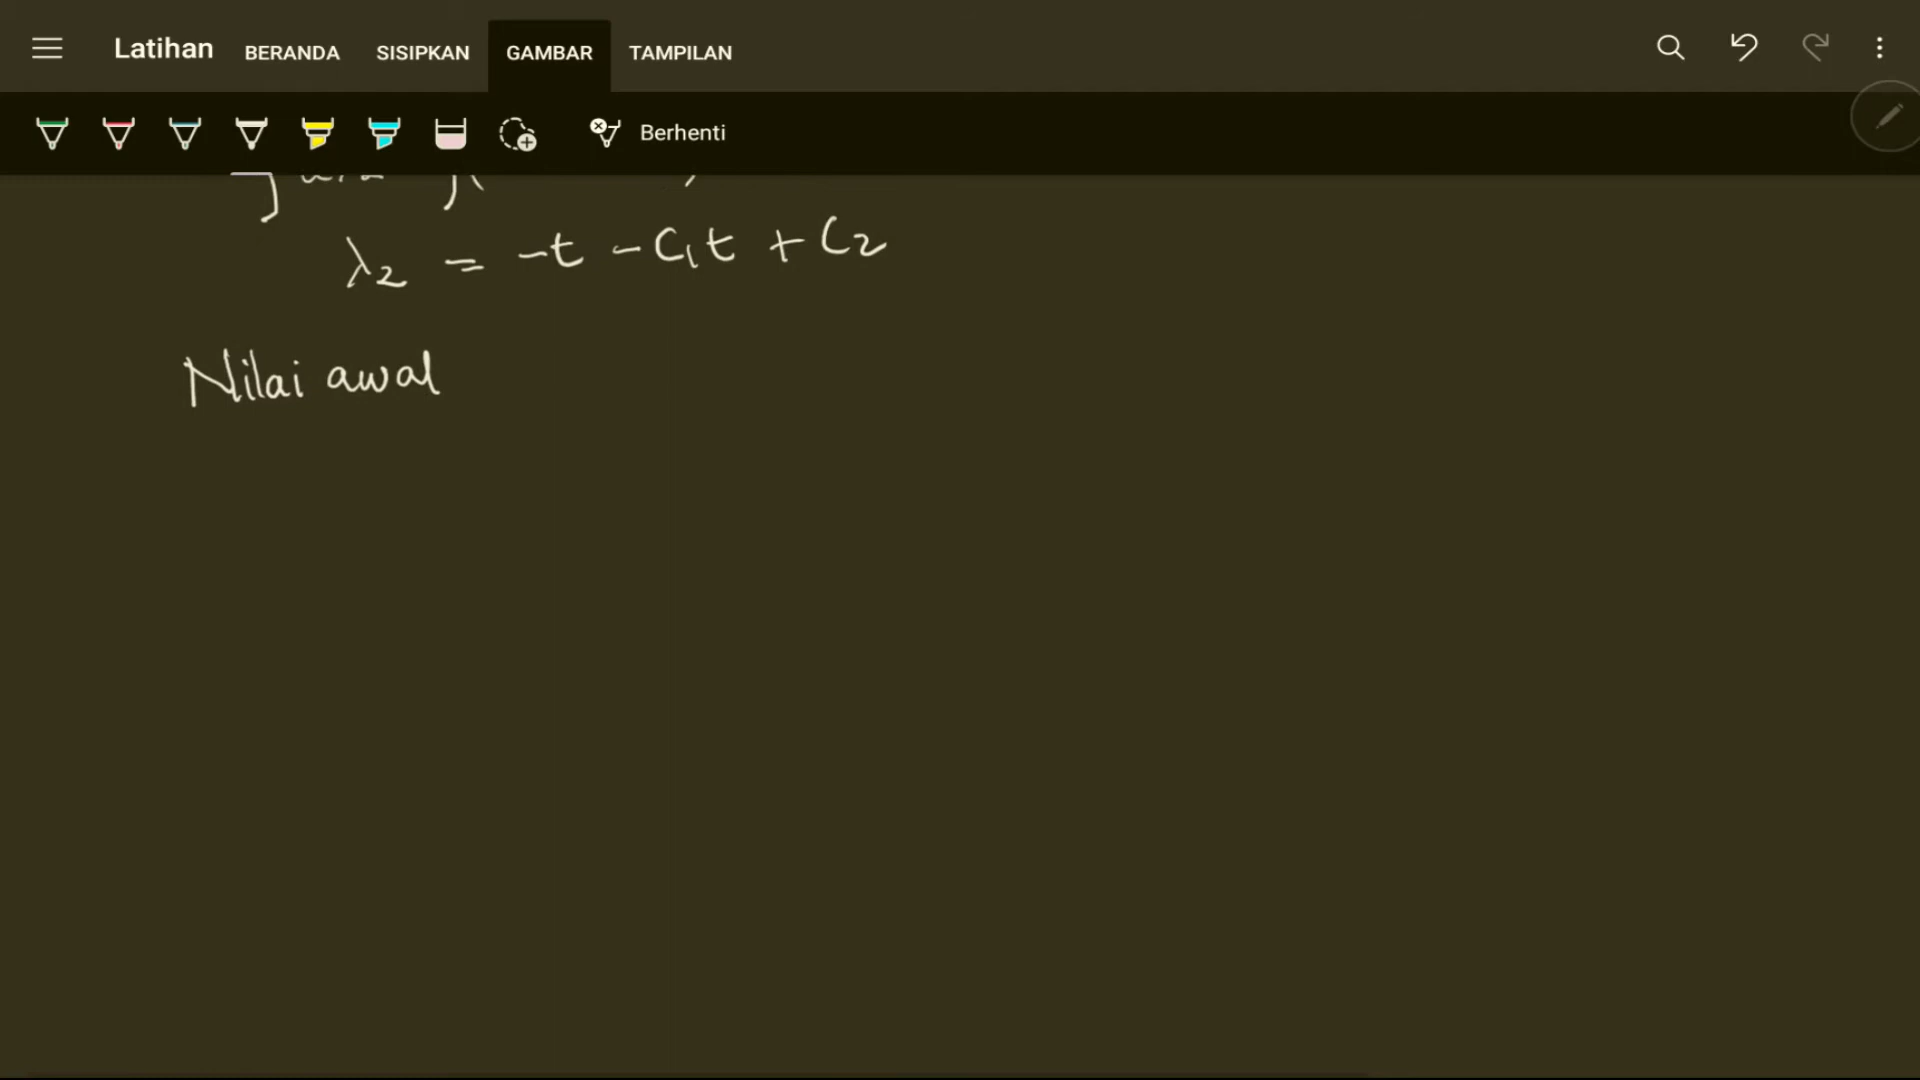 Latihan BERANDA SISIPKAN GAMBAR TAMPILAN
Berhenti
λ₂ = -t - C₁t + C₂
Nilai awal